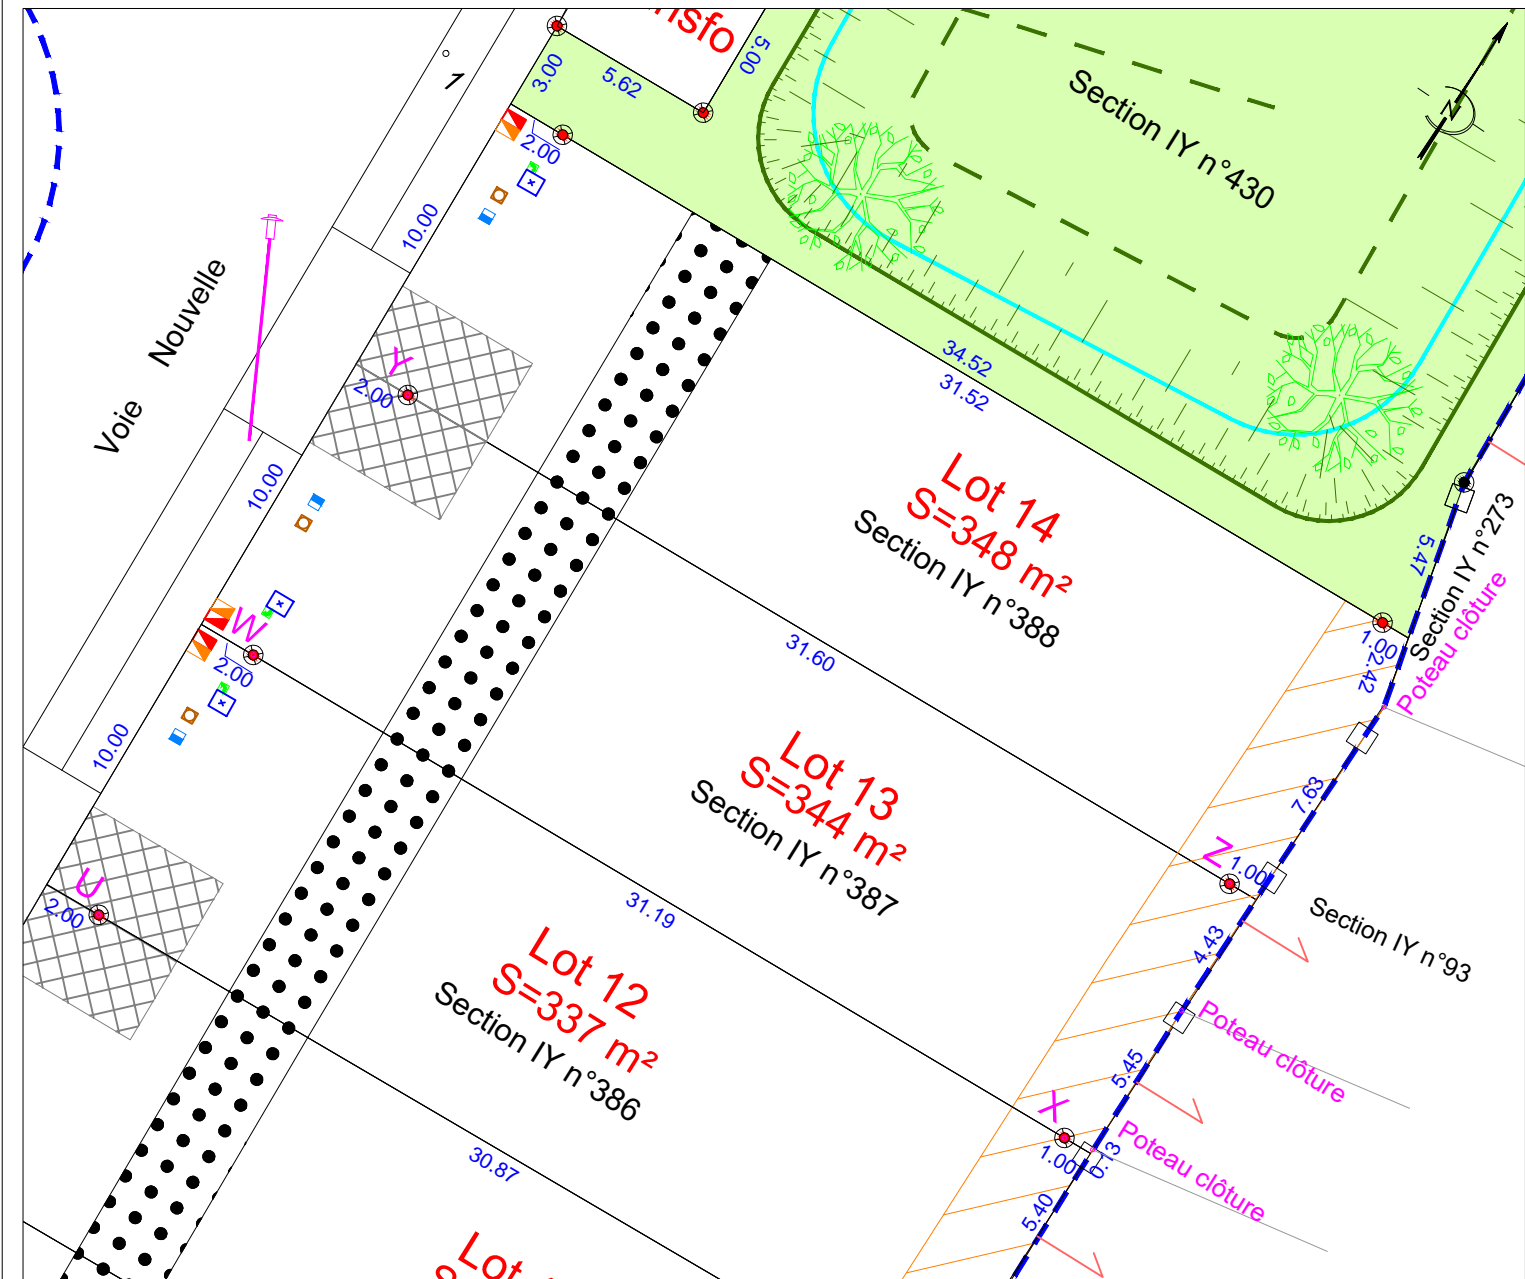 nsfo
5.00
3.00
5.62
1
2.00
10.00
Section IY n°430
N
Nouvelle
Voie
Y
2.00
34.52
31.52
10.00
Lot 14
S=348 m²
Section IY n°388
5.47
Section IY n°273
Poteau clôture
1.00
2.42
W
2.00
31.60
10.00
Lot 13
S=344 m²
Section IY n°387
7.63
Z
1.00
U
2.00
31.19
Lot 12
S=337 m²
Section IY n°386
4.43
Section IY n°93
Poteau clôture
5.45
X
1.00
0.13
Poteau clôture
30.87
5.40
Lot